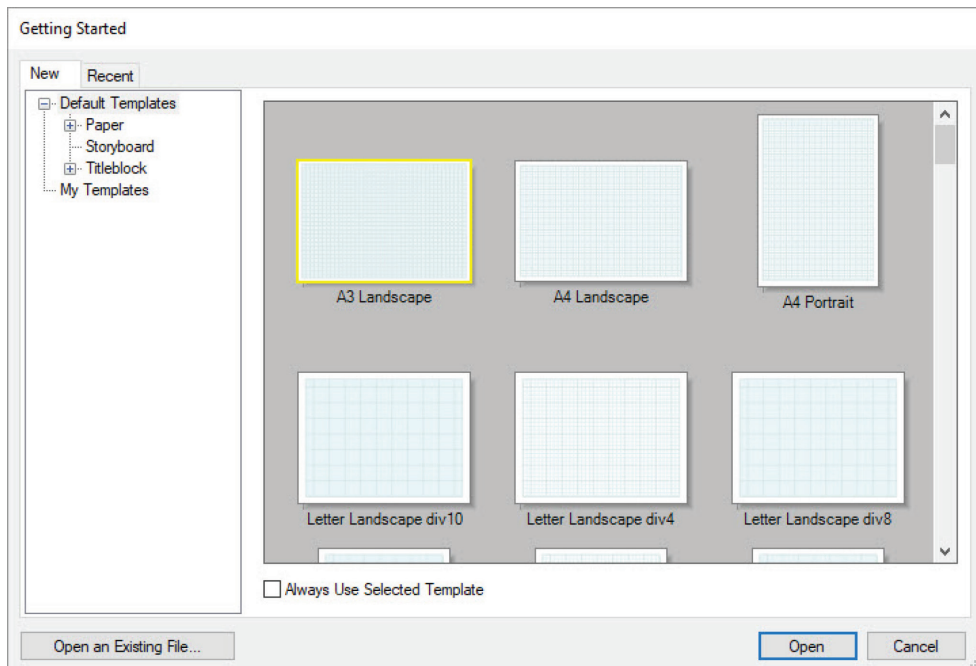 Getting Started
New
Recent
Default Templates
Paper
Storyboard
Titleblock
My Templates
A3 Landscape
A4 Landscape
A4 Portrait
Letter Landscape div10
Letter Landscape div4
Letter Landscape div8
Always Use Selected Template
Open an Existing File...
Open
Cancel